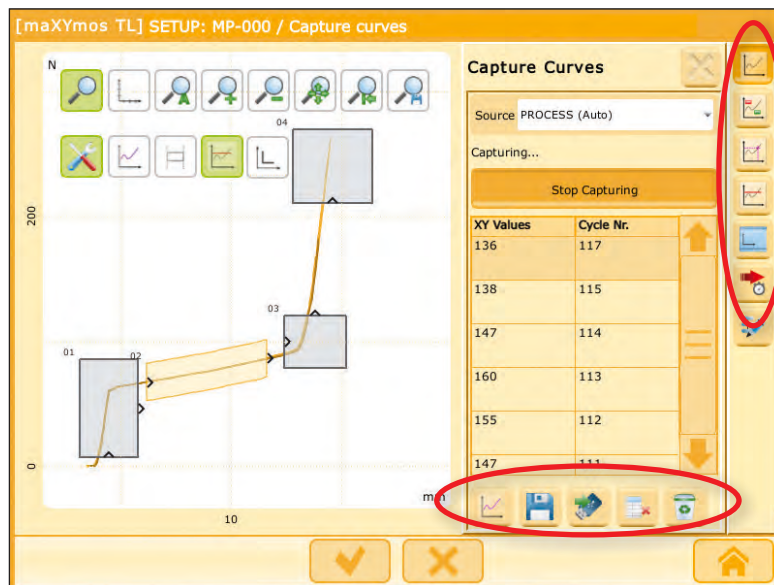 [maXYmos TL] SETUP: MP-000 / Capture curves
N
A
04
200
03
01
02
0
mm
10
Capture Curves
Source PROCESS (Auto)
Capturing...
Stop Capturing
XY Values Cycle Nr.
136 117
138 115
147 114
160 113
155 112
147 111